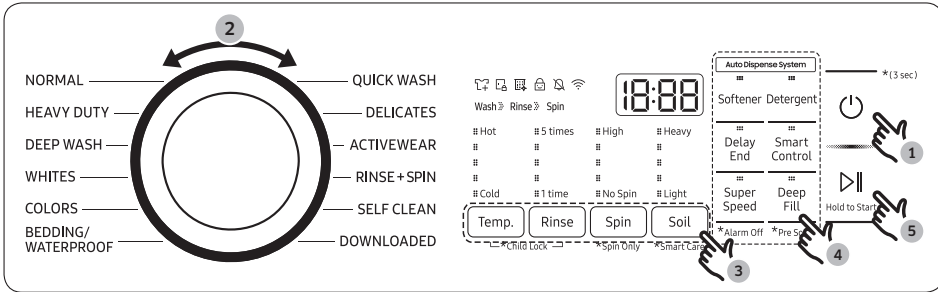 2
NORMAL
HEAVY DUTY
DEEP WASH
WHITES
COLORS
BEDDING/
WATERPROOF
QUICK WASH
DELICATES
ACTIVEWEAR
RINSE + SPIN
SELF CLEAN
DOWNLOADED
18:88
Wash Rinse Spin
Hot 5 times High Heavy
Cold 1 time No Spin Light
Temp. Rinse Spin Soil
*Child Lock *Spin Only *Smart Care
3
Auto Dispense System
Softener Detergent
Delay
End
Smart
Control
Super
Speed
Deep
Fill
*Alarm Off *Pre
4
*(3 sec)
1
Hold to Start
5